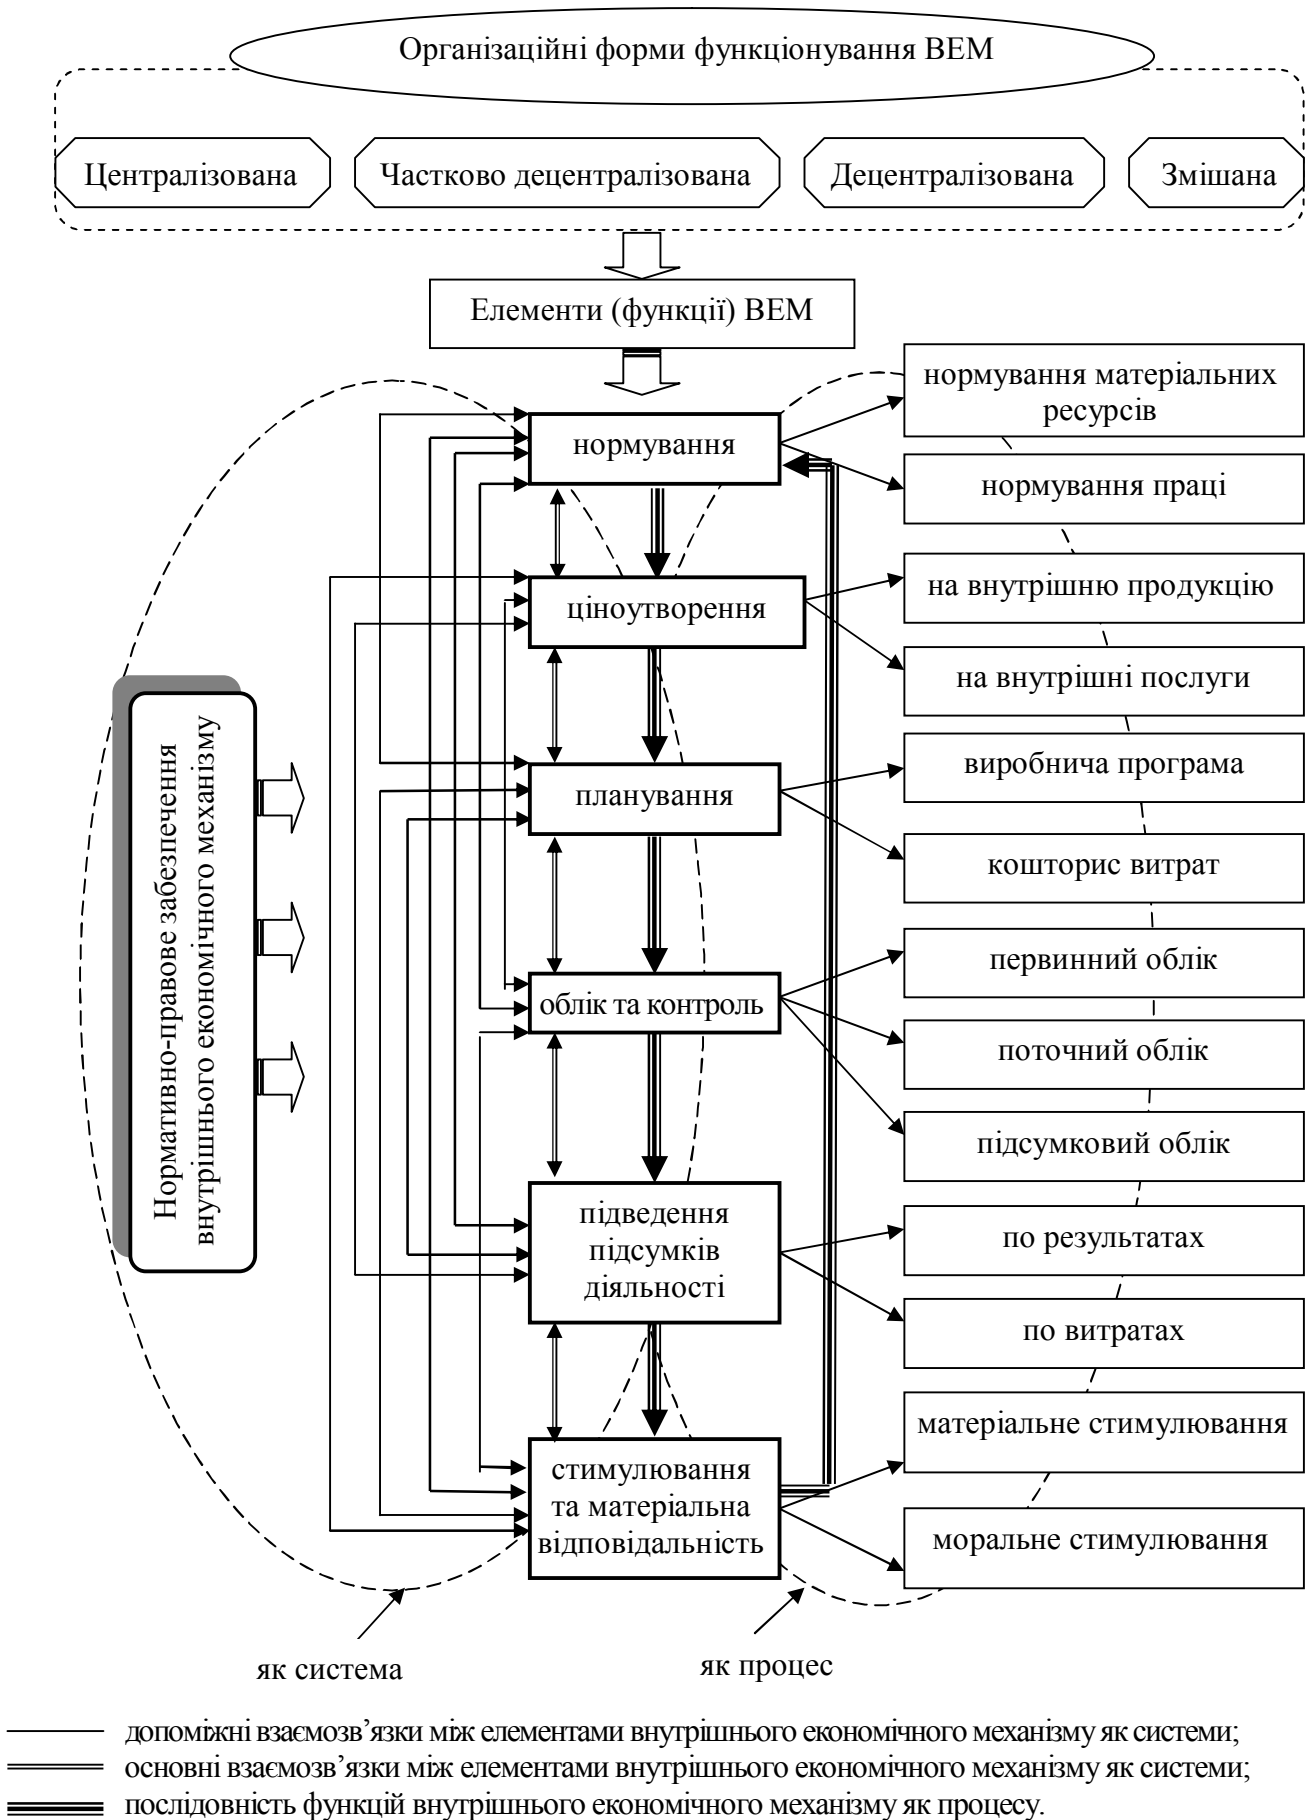 Організаційні форми функціонування ВЕМ
Централізована
Частково децентралізована
Децентралізована
Змішана
Елементи (функції) ВЕМ
Нормативно-правове забезпечення
внутрішнього економічного механізму
нормування
нормування матеріальних
ресурсів
нормування праці
ціноутворення
на внутрішню продукцію
на внутрішні послуги
планування
виробнича програма
кошторис витрат
облік та контроль
первинний облік
поточний облік
підсумковий облік
підведення
підсумків
діяльності
по результатах
по витратах
стимулювання
та матеріальна
відповідальність
матеріальне стимулювання
моральне стимулювання
як система
як процес
допоміжні взаємозв’язки між елементами внутрішнього економічного механізму як системи;
основні взаємозв’язки між елементами внутрішнього економічного механізму як системи;
послідовність функцій внутрішнього економічного механізму як процесу.